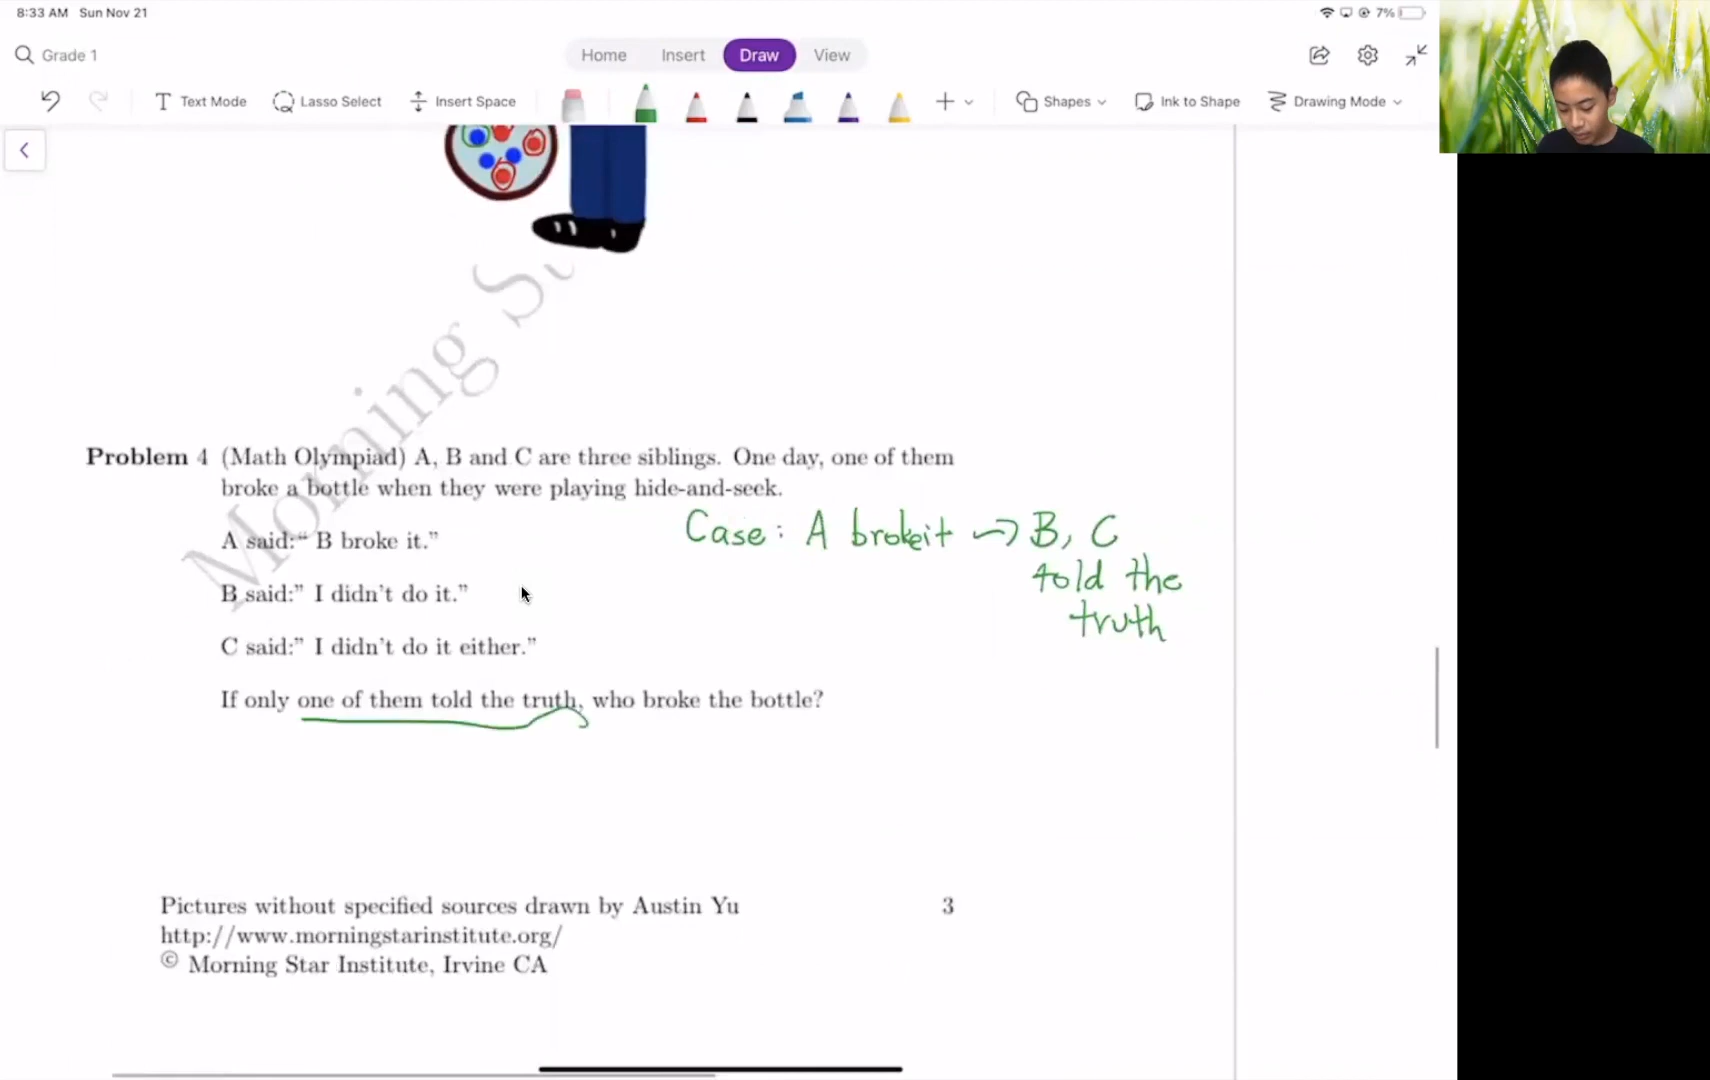 8:33 AM Sun Nov 21
7%
Grade 1
Home Insert Draw View
Text Mode Lasso Select Insert Space Shapes Ink to Shape Drawing Mode
Morning S
Problem 4 (Math Olympiad) A, B and C are three siblings. One day, one of them
broke a bottle when they were playing hide-and-seek.
Case: A broke it → B, C
told the
truth
A said:“ B broke it.”
B said:” I didn’t do it.”
C said:” I didn’t do it either.”
If only one of them told the truth, who broke the bottle?
Pictures without specified sources drawn by Austin Yu 3
http://www.morningstarinstitute.org/
© Morning Star Institute, Irvine CA